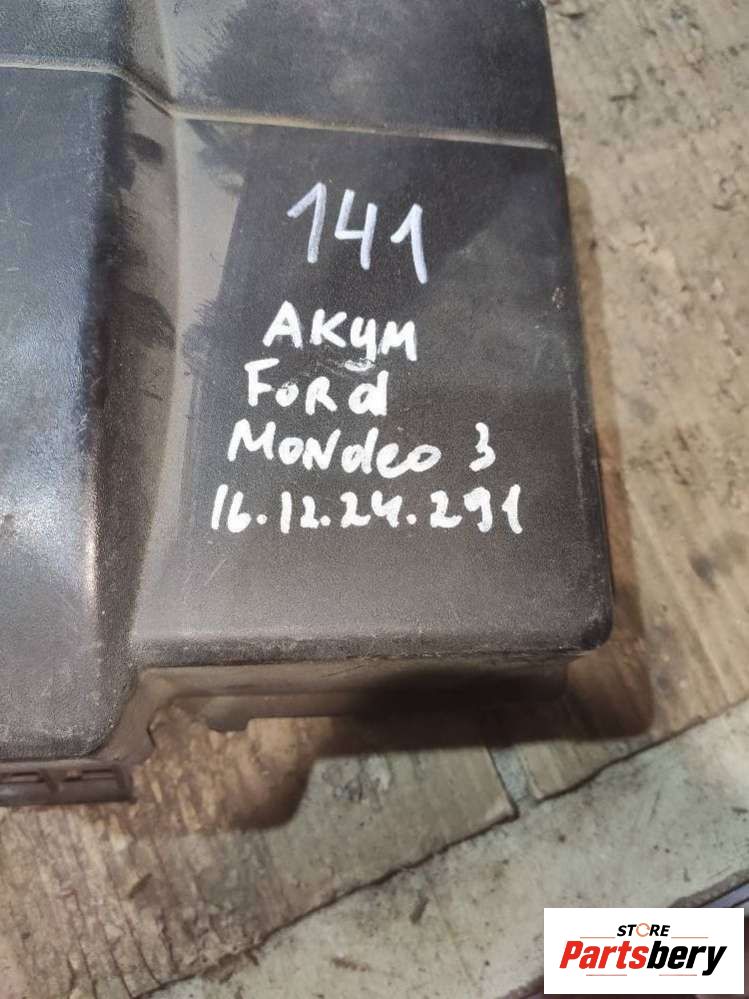 141
АКУМ
Ford
Mondeo 3
16.12.24.291
STORE
Partsbery